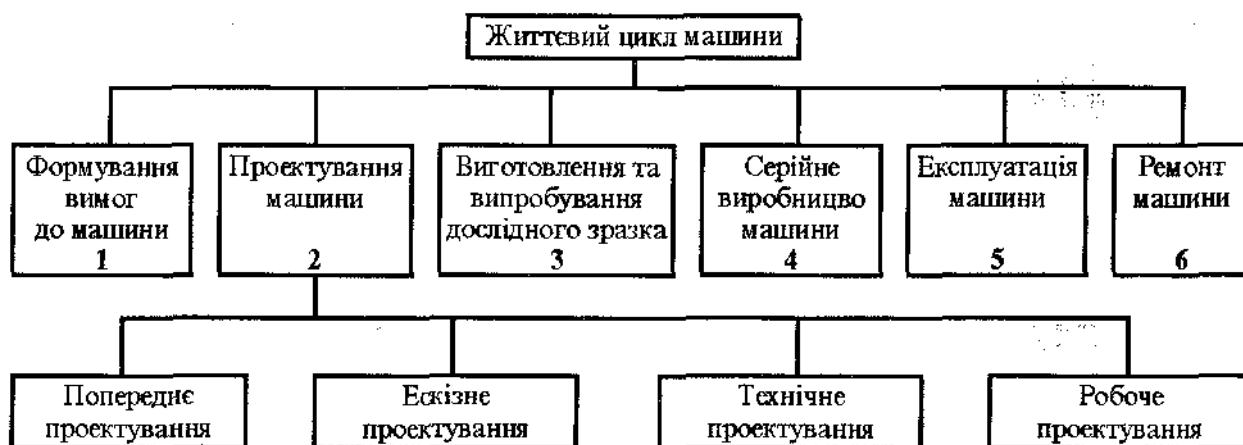 Життєвий цикл машини
Формування
вимог
до машини
1
Проектування
машини
2
Виготовлення та
випробування
дослідного зразка
3
Серійне
виробницво
машини
4
Експлуатація
машини
5
Ремонт
машини
6
Попереднє
проектування
Ескізне
проектування
Технічне
проектування
Робоче
проектування